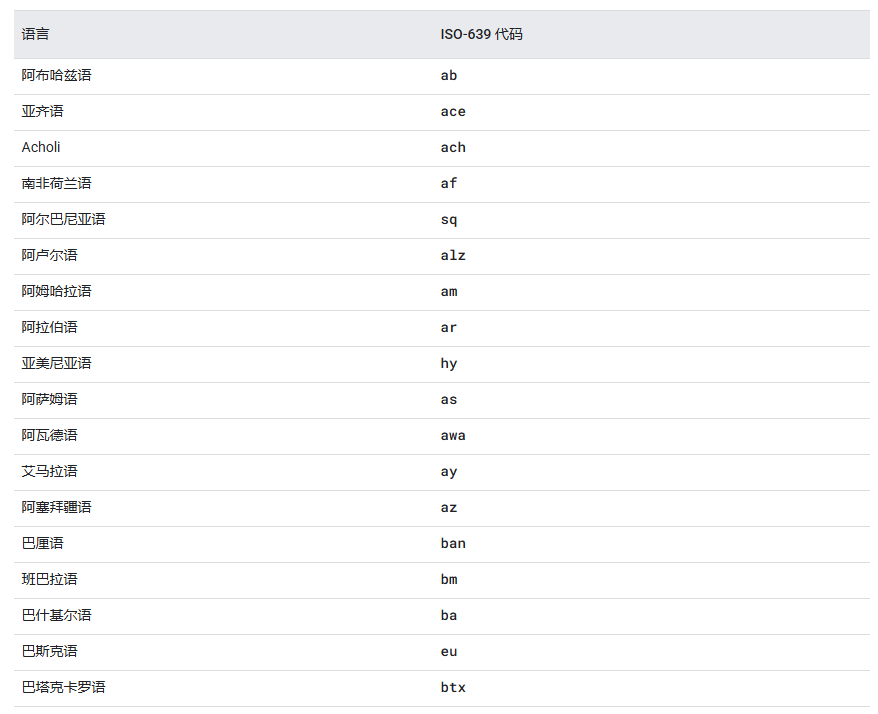 语言 ISO-639 代码
阿布哈兹语 ab
亚齐语 ace
Acholi ach
南非荷兰语 af
阿尔巴尼亚语 sq
阿卢尔语 alz
阿姆哈拉语 am
阿拉伯语 ar
亚美尼亚语 hy
阿萨姆语 as
阿瓦德语 awa
艾马拉语 ay
阿塞拜疆语 az
巴厘语 ban
班巴拉语 bm
巴什基尔语 ba
巴斯克语 eu
巴塔克卡罗语 btx